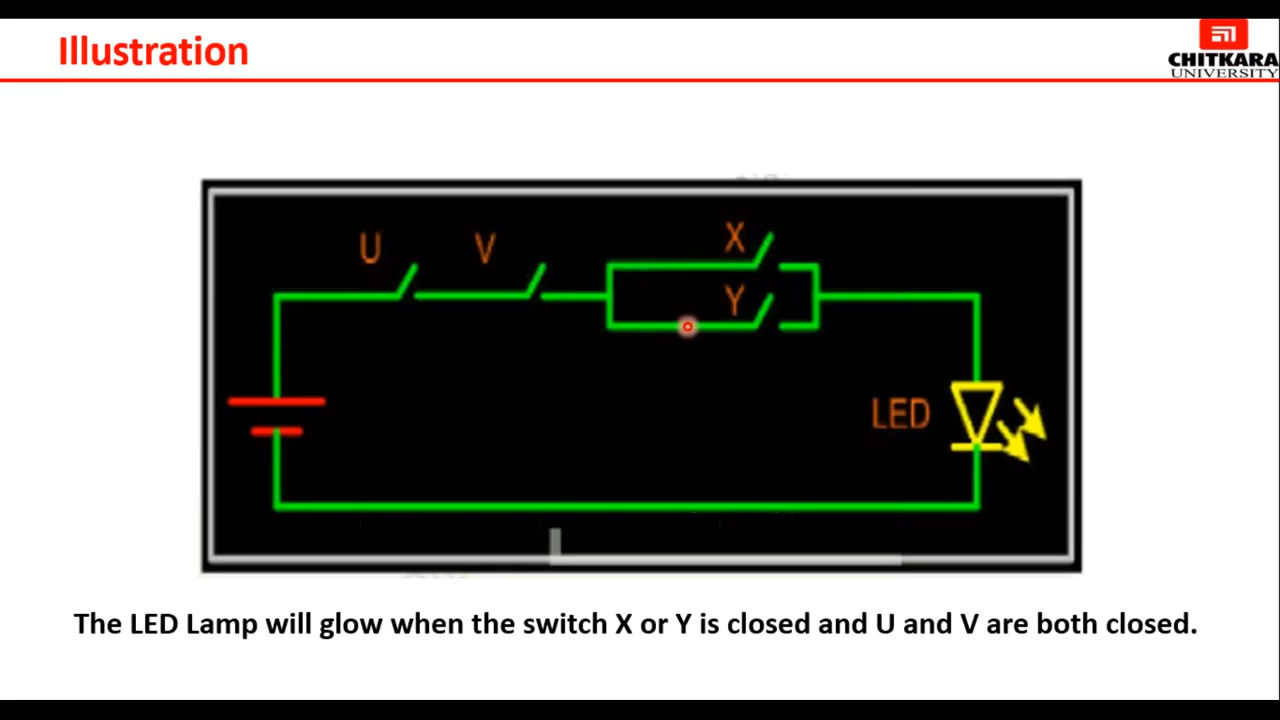 Illustration
CHITKARA
UNIVERSITY
U V X
Y
LED
The LED Lamp will glow when the switch X or Y is closed and U and V are both closed.